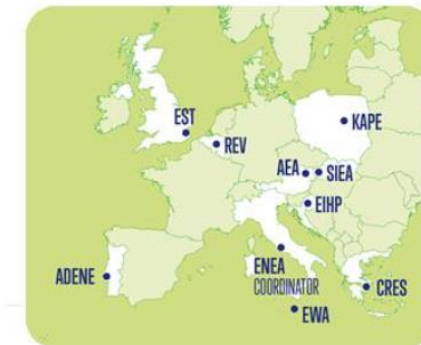 EST
REV
KAPE
AEA
SIEA
EIHP
ADENE
ENEA
COORDINATOR
CRES
EWA